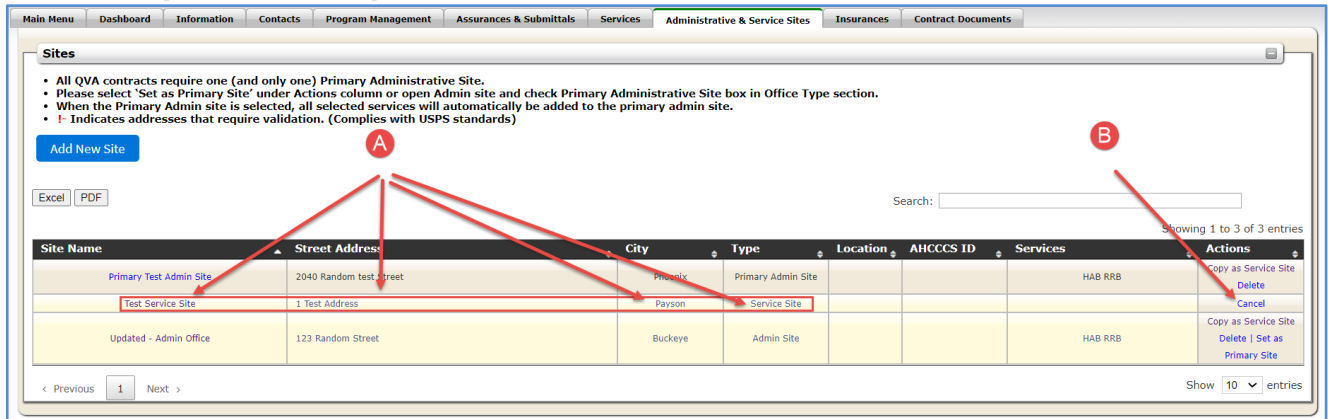 Main Menu Dashboard Information Contacts Program Management Assurances & Submittals Services Administrative & Service Sites Insurances Contract Documents
Sites
• All QVA contracts require one (and only one) Primary Administrative Site.
• Please select ‘Set as Primary Site’ under Actions column or open Admin site and check Primary Administrative Site box in Office Type section.
• When the Primary Admin site is selected, all selected services will automatically be added to the primary admin site.
• !- Indicates addresses that require validation. (Complies with USPS standards)
A
B
Add New Site
Excel PDF
Search:
Showing 1 to 3 of 3 entries
Site Name Street Address City Type Location AHCCCS ID Services Actions
Primary Test Admin Site 2040 Random test Street Phoenix Primary Admin Site HAB RRB Copy as Service Site
Delete
Test Service Site 1 Test Address Payson Service Site Cancel
Updated - Admin Office 123 Random Street Buckeye Admin Site HAB RRB Copy as Service Site
Delete | Set as
Primary Site
‹ Previous 1 Next ›
Show 10 entries